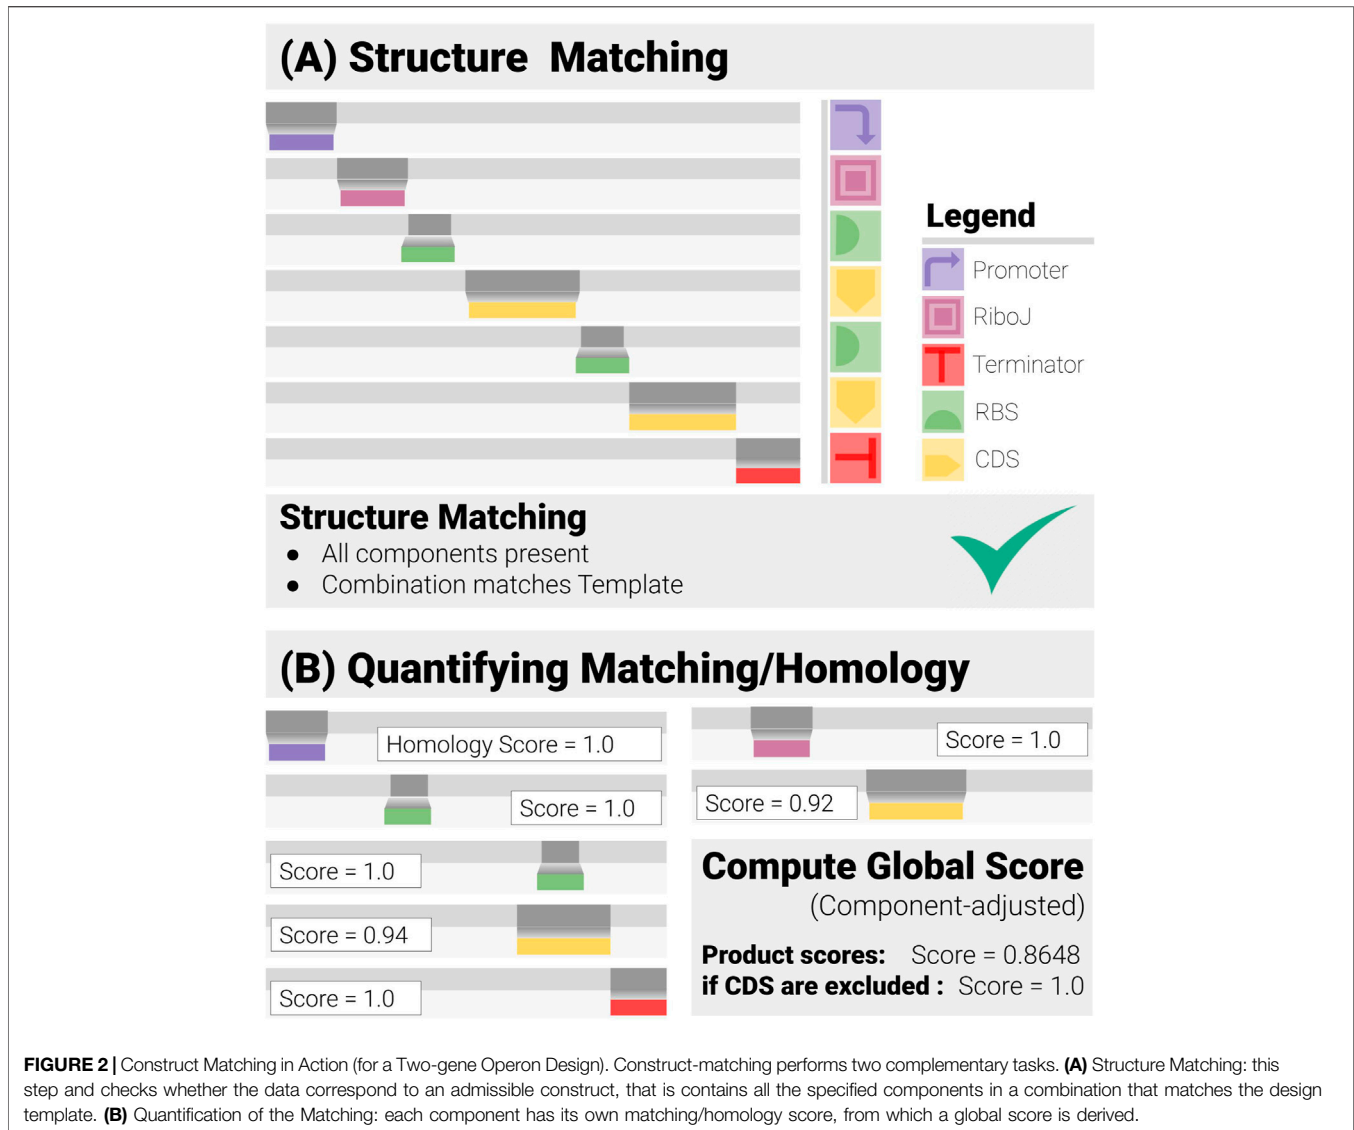 (A) Structure Matching
Legend
Promoter
RiboJ
Terminator
RBS
CDS
Structure Matching
● All components present
● Combination matches Template
(B) Quantifying Matching/Homology
Homology Score = 1.0
Score = 1.0
Score = 1.0
Score = 0.92
Score = 1.0
Score = 0.94
Score = 1.0
Compute Global Score
(Component-adjusted)
Product scores: Score = 0.8648
if CDS are excluded : Score = 1.0
FIGURE 2 | Construct Matching in Action (for a Two-gene Operon Design). Construct-matching performs two complementary tasks. (A) Structure Matching: this
step and checks whether the data correspond to an admissible construct, that is contains all the specified components in a combination that matches the design
template. (B) Quantification of the Matching: each component has its own matching/homology score, from which a global score is derived.